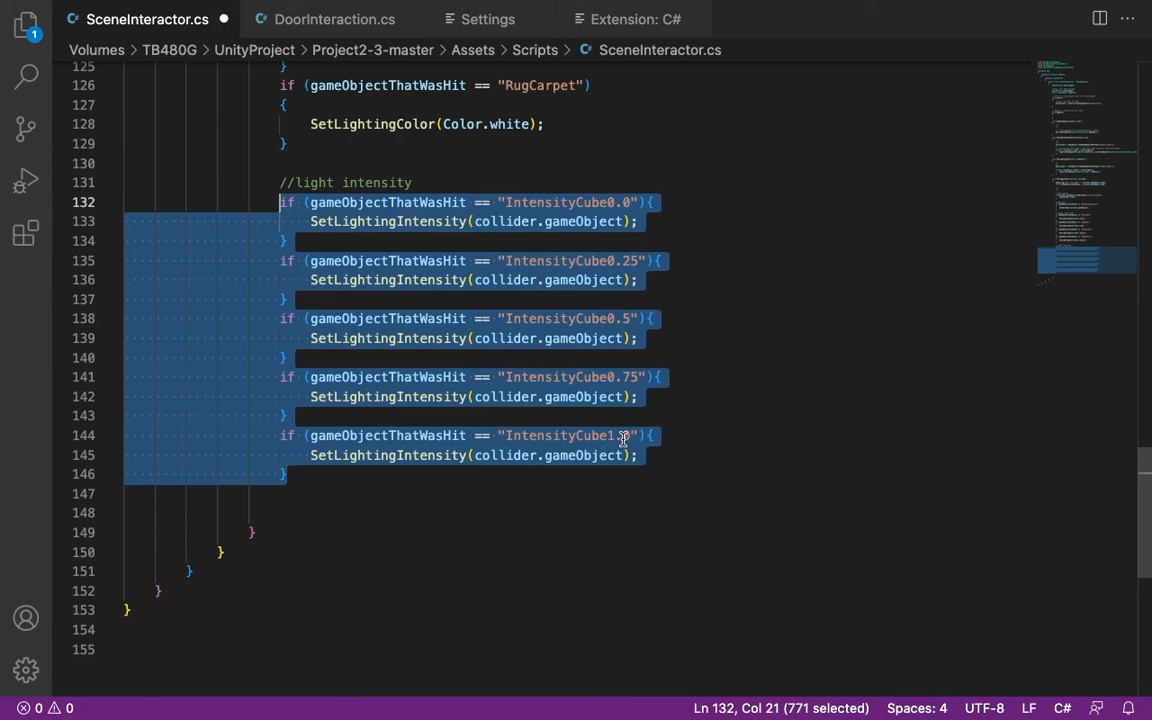 SceneInteractor.cs
DoorInteraction.cs
Settings
Extension: C#
1
Volumes > TB480G > UnityProject > Project2-3-master > Assets > Scripts > SceneInteractor.cs
125 }
126 if (gameObjectThatWasHit == "RugCarpet")
127 {
128 SetLightingColor(Color.white);
129 }
130
131 //light intensity
132 if (gameObjectThatWasHit == "IntensityCube0.0"){
133 SetLightingIntensity(collider.gameObject);
134 }
135 if (gameObjectThatWasHit == "IntensityCube0.25"){
136 SetLightingIntensity(collider.gameObject);
137 }
138 if (gameObjectThatWasHit == "IntensityCube0.5"){
139 SetLightingIntensity(collider.gameObject);
140 }
141 if (gameObjectThatWasHit == "IntensityCube0.75"){
142 SetLightingIntensity(collider.gameObject);
143 }
144 if (gameObjectThatWasHit == "IntensityCube1.0"){
145 SetLightingIntensity(collider.gameObject);
146 }
147
148
149 }
150 }
151 }
152 }
153 }
154
155
0 0 Ln 132, Col 21 (771 selected) Spaces: 4 UTF-8 LF C#